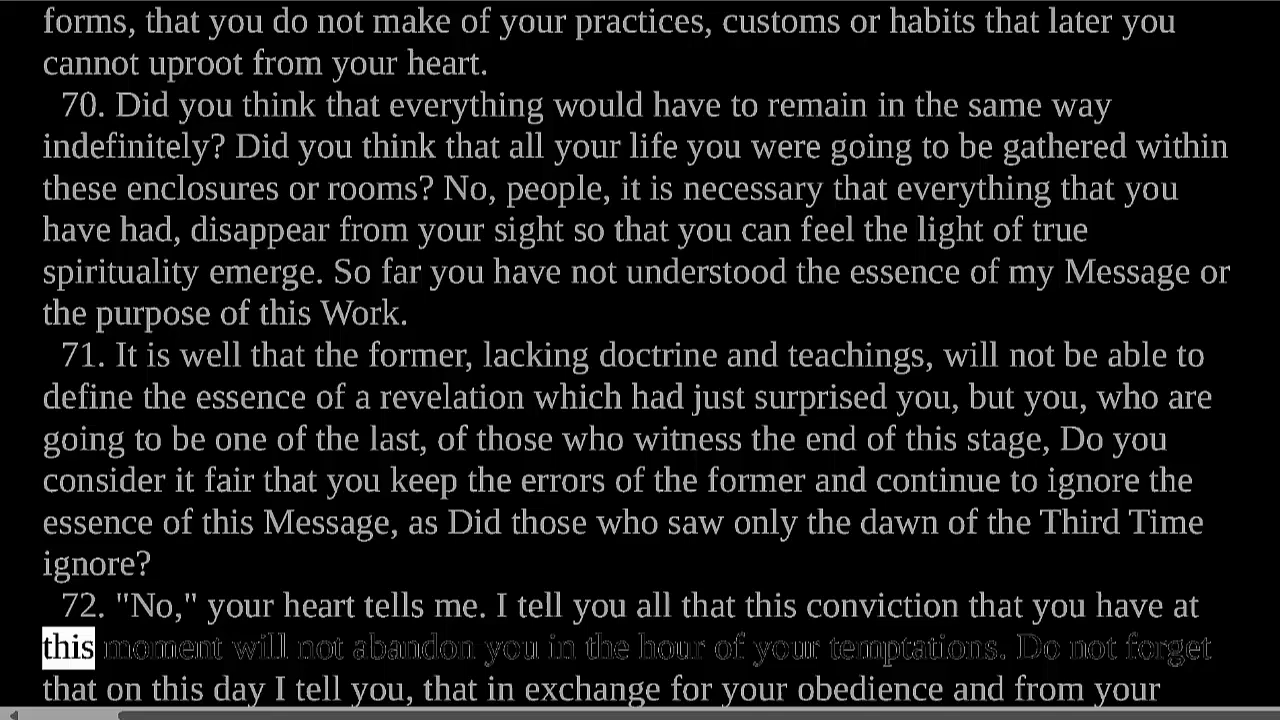 forms, that you do not make of your practices, customs or habits that later you
cannot uproot from your heart.
70. Did you think that everything would have to remain in the same way
indefinitely? Did you think that all your life you were going to be gathered within
these enclosures or rooms? No, people, it is necessary that everything that you
have had, disappear from your sight so that you can feel the light of true
spirituality emerge. So far you have not understood the essence of my Message or
the purpose of this Work.
71. It is well that the former, lacking doctrine and teachings, will not be able to
define the essence of a revelation which had just surprised you, but you, who are
going to be one of the last, of those who witness the end of this stage, Do you
consider it fair that you keep the errors of the former and continue to ignore the
essence of this Message, as Did those who saw only the dawn of the Third Time
ignore?
72. "No," your heart tells me. I tell you all that this conviction that you have at
this moment will not abandon you in the hour of your temptations. Do not forget
that on this day I tell you, that in exchange for your obedience and from your